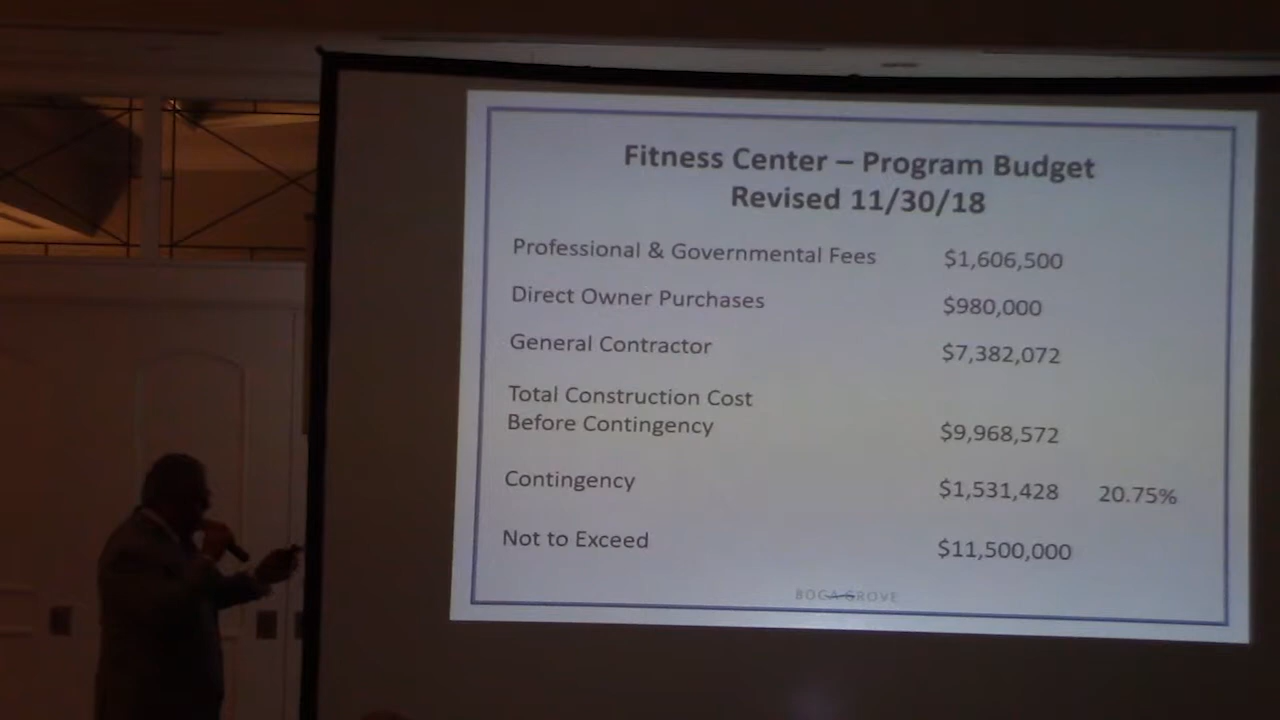 Fitness Center – Program Budget
Revised 11/30/18
Professional & Governmental Fees $1,606,500
Direct Owner Purchases $980,000
General Contractor $7,382,072
Total Construction Cost
Before Contingency $9,968,572
Contingency $1,531,428 20.75%
Not to Exceed $11,500,000
BOCA GROVE